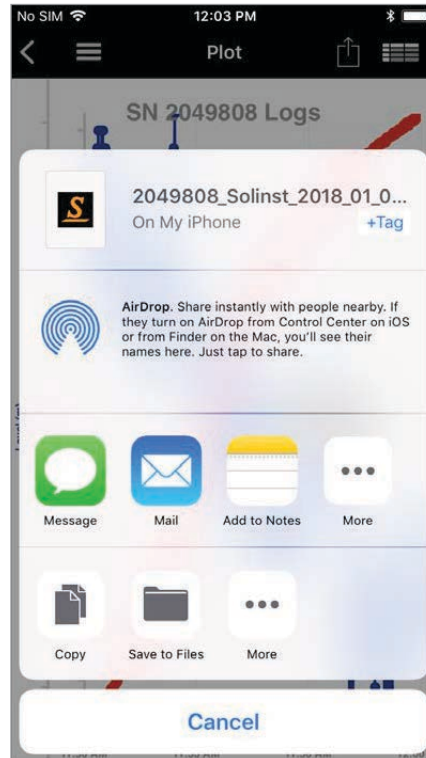 No SIM 12:03 PM
Plot
SN 2049808 Logs
S
2049808_Solinst_2018_01_0...
On My iPhone
+Tag
AirDrop. Share instantly with people nearby. If
they turn on AirDrop from Control Center on iOS
or from Finder on the Mac, you'll see their
names here. Just tap to share.
Level (m)
Message Mail Add to Notes More
Copy Save to Files More
Cancel